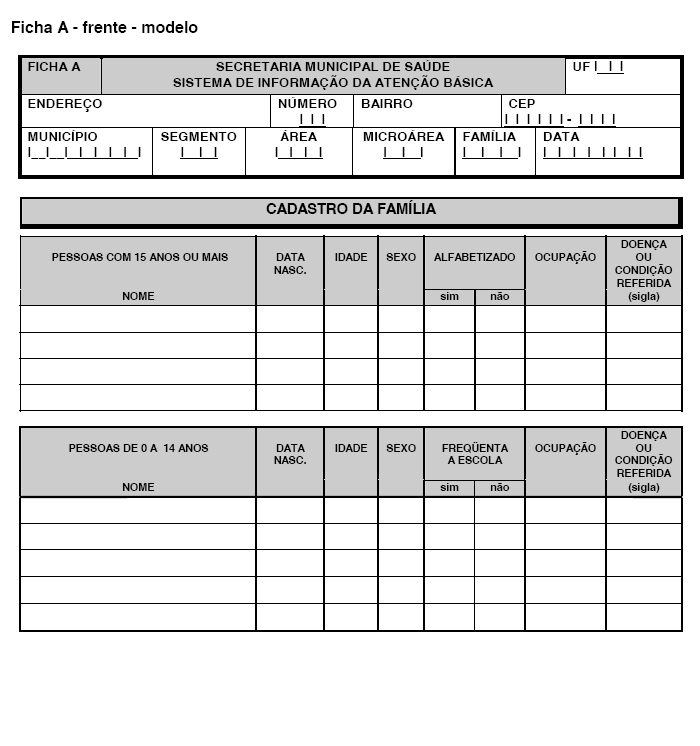 Ficha A - frente - modelo
FICHA A
SECRETARIA MUNICIPAL DE SAÚDE
SISTEMA DE INFORMAÇÃO DA ATENÇÃO BÁSICA
UF
ENDEREÇO
NÚMERO
BAIRRO
CEP
MUNICÍPIO
SEGMENTO
ÁREA
MICROÁREA
FAMÍLIA
DATA
CADASTRO DA FAMÍLIA
PESSOAS COM 15 ANOS OU MAIS
NOME
DATA
NASC.
IDADE
SEXO
ALFABETIZADO
sim
não
OCUPAÇÃO
DOENÇA
OU
CONDIÇÃO
REFERIDA
(sigla)
PESSOAS DE 0 A 14 ANOS
NOME
DATA
NASC.
IDADE
SEXO
FREQÜENTA
A ESCOLA
sim
não
OCUPAÇÃO
DOENÇA
OU
CONDIÇÃO
REFERIDA
(sigla)